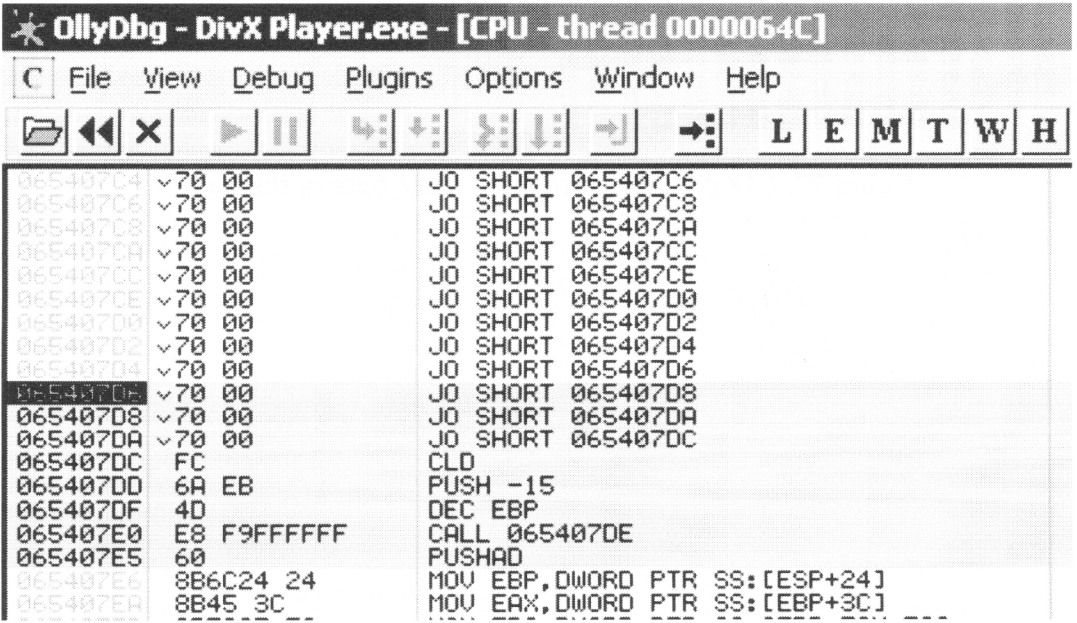 OllyDbg - DivX Player.exe - [CPU - thread 0000064C]
C File View Debug Plugins Options Window Help
L E M T W H
065407C4 70 00 JO SHORT 065407C6
065407C6 70 00 JO SHORT 065407C8
065407C8 70 00 JO SHORT 065407CA
065407CA 70 00 JO SHORT 065407CC
065407CC 70 00 JO SHORT 065407CE
065407CE 70 00 JO SHORT 065407D0
065407D0 70 00 JO SHORT 065407D2
065407D2 70 00 JO SHORT 065407D4
065407D4 70 00 JO SHORT 065407D6
065407D6 70 00 JO SHORT 065407D8
065407D8 70 00 JO SHORT 065407DA
065407DA 70 00 JO SHORT 065407DC
065407DC FC CLD
065407DD 6A EB PUSH -15
065407DF 4D DEC EBP
065407E0 E8 F9FFFFFF CALL 065407DE
065407E5 60 PUSHAD
065407E6 8B6C24 24 MOV EBP,DWORD PTR SS:[ESP+24]
065407EA 8B45 3C MOV EAX,DWORD PTR SS:[EBP+3C]